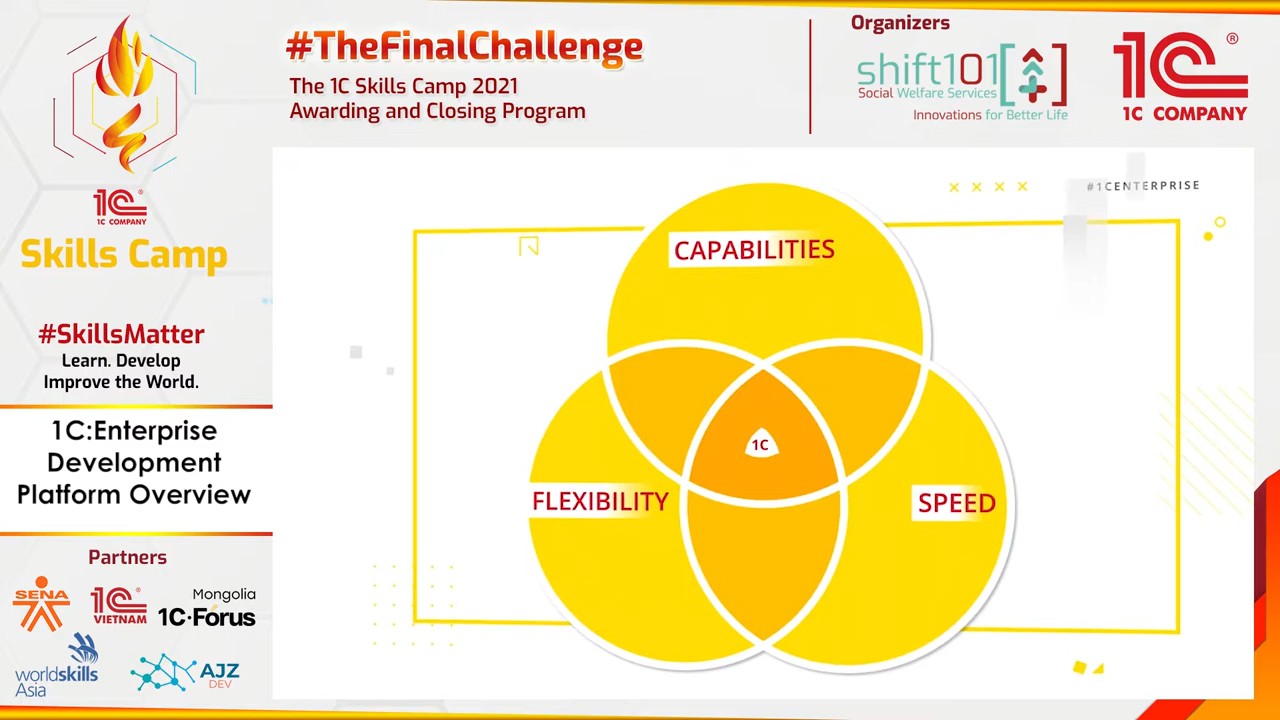 #TheFinalChallenge
The 1C Skills Camp 2021
Awarding and Closing Program
Organizers
shift101
Social Welfare Services
Innovations for Better Life
1C®
1C COMPANY
1C®
1C COMPANY
Skills Camp
#SkillsMatter
Learn. Develop
Improve the World.
1C:Enterprise
Development
Platform Overview
Partners
SENA
1C®
VIETNAM
Mongolia
1C·Fórus
worldskills
Asia
AJZ
DEV
#1CENTERPRISE
CAPABILITIES
1C
FLEXIBILITY
SPEED